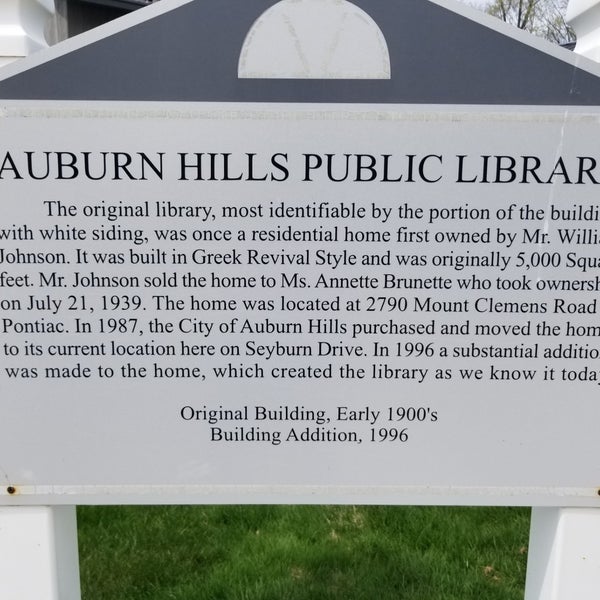 AUBURN HILLS PUBLIC LIBRAR
The original library, most identifiable by the portion of the buildi
with white siding, was once a residential home first owned by Mr. Willi
Johnson. It was built in Greek Revival Style and was originally 5,000 Squa
feet. Mr. Johnson sold the home to Ms. Annette Brunette who took ownersh
on July 21, 1939. The home was located at 2790 Mount Clemens Road
Pontiac. In 1987, the City of Auburn Hills purchased and moved the hom
to its current location here on Seyburn Drive. In 1996 a substantial addition
was made to the home, which created the library as we know it today
Original Building, Early 1900's
Building Addition, 1996